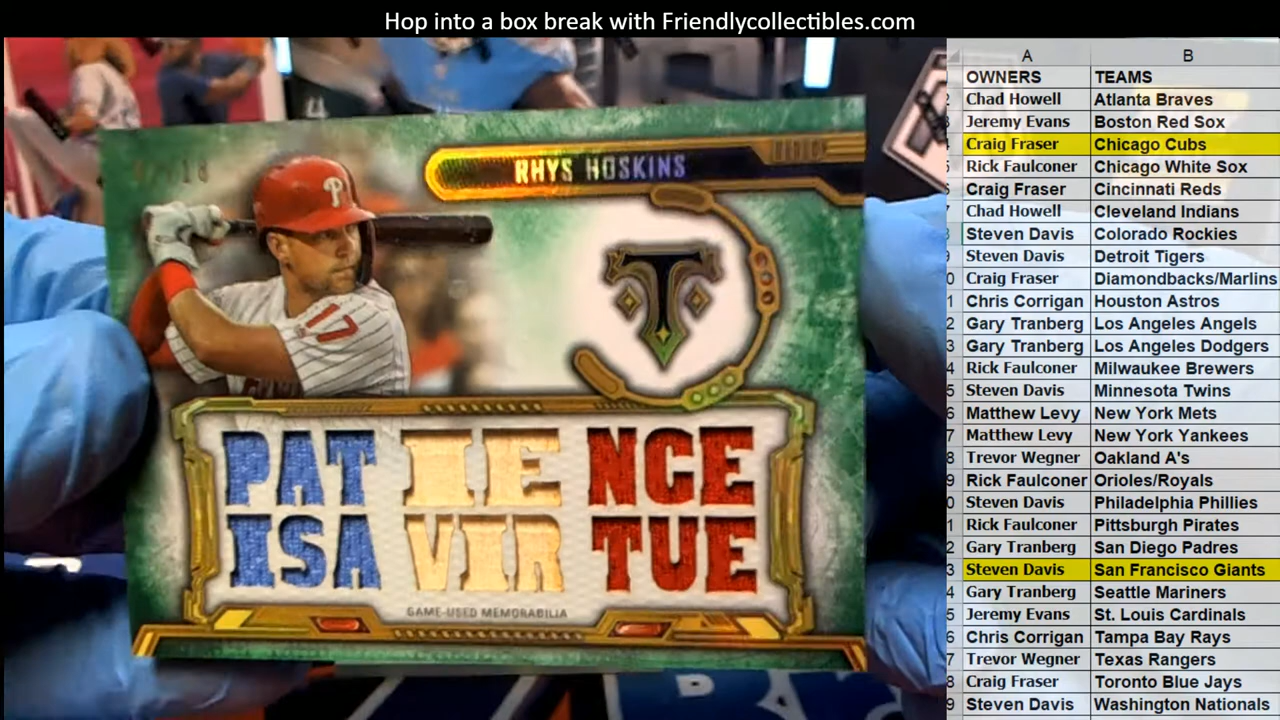 Hop into a box break with Friendlycollectibles.com
RHYS HOSKINS
P
17
T
PAT IE NCE
ISA VIR TUE
GAME-USED MEMORABILIA
A B
OWNERS TEAMS
Chad Howell Atlanta Braves
Jeremy Evans Boston Red Sox
Craig Fraser Chicago Cubs
Rick Faulconer Chicago White Sox
Craig Fraser Cincinnati Reds
Chad Howell Cleveland Indians
Steven Davis Colorado Rockies
Steven Davis Detroit Tigers
Craig Fraser Diamondbacks/Marlins
Chris Corrigan Houston Astros
Gary Tranberg Los Angeles Angels
Gary Tranberg Los Angeles Dodgers
Rick Faulconer Milwaukee Brewers
Steven Davis Minnesota Twins
Matthew Levy New York Mets
Matthew Levy New York Yankees
Trevor Wegner Oakland A's
Rick Faulconer Orioles/Royals
Steven Davis Philadelphia Phillies
Rick Faulconer Pittsburgh Pirates
Gary Tranberg San Diego Padres
Steven Davis San Francisco Giants
Gary Tranberg Seattle Mariners
Jeremy Evans St. Louis Cardinals
Chris Corrigan Tampa Bay Rays
Trevor Wegner Texas Rangers
Craig Fraser Toronto Blue Jays
Steven Davis Washington Nationals